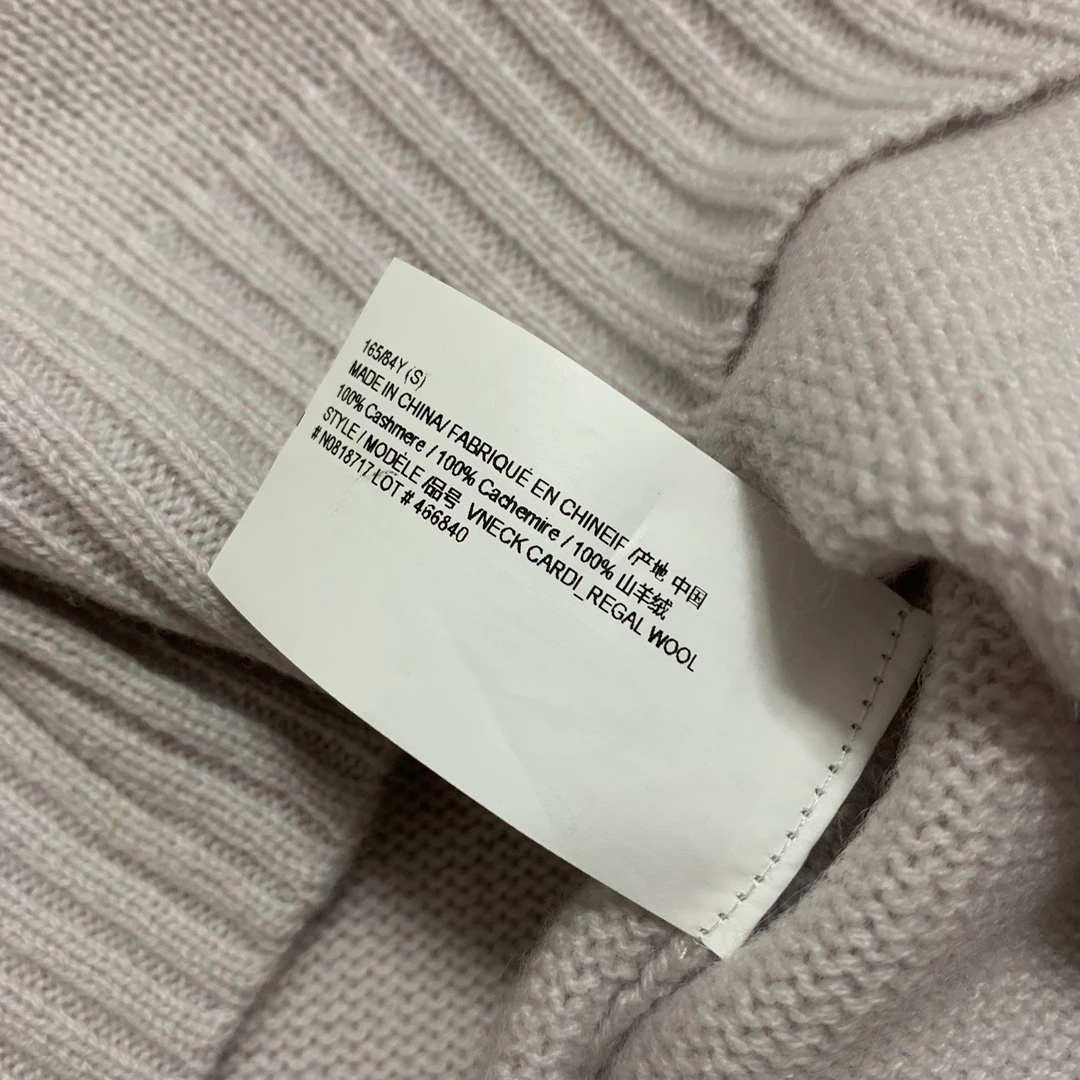 165/84Y (S)
MADE IN CHINA/ FABRIQUÉ EN CHINEIF /产地 中国
100% Cashmere / 100% Cachemire / 100% 山羊绒
STYLE / MODÈLE /品号 VNECK CARDI_REGAL WOOL
# N0818717 LOT # 466840